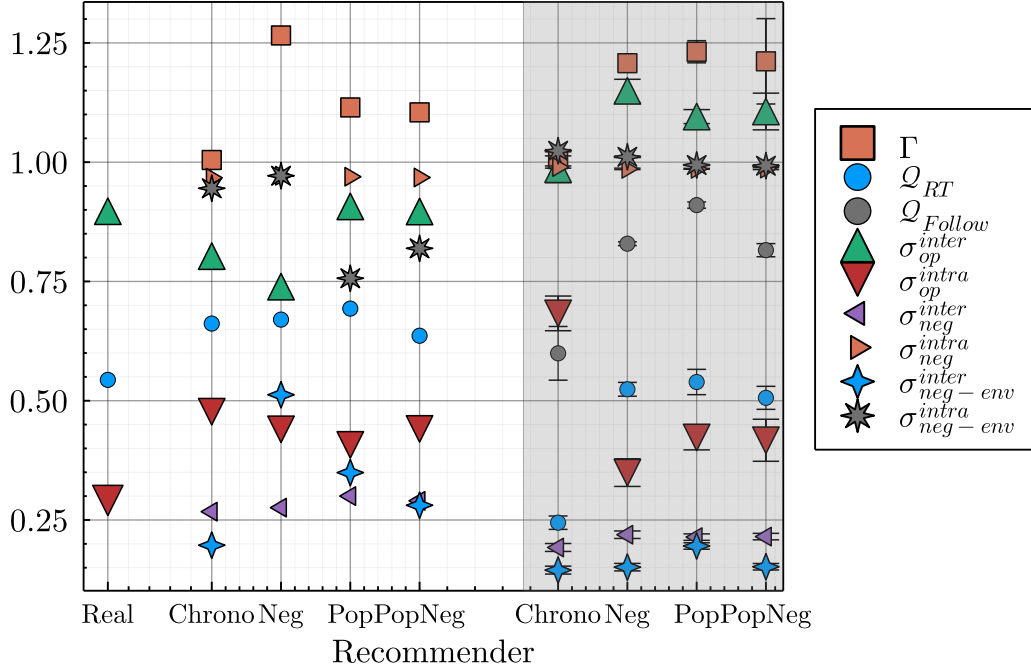 1.25
1.00
0.75
0.50
0.25
Real Chrono Neg Pop PopNeg Chrono Neg Pop PopNeg
Recommender
Γ
𝒬_RT
𝒬_Follow
σ_op^inter
σ_op^intra
σ_neg^inter
σ_neg^intra
σ_neg−env^inter
σ_neg−env^intra